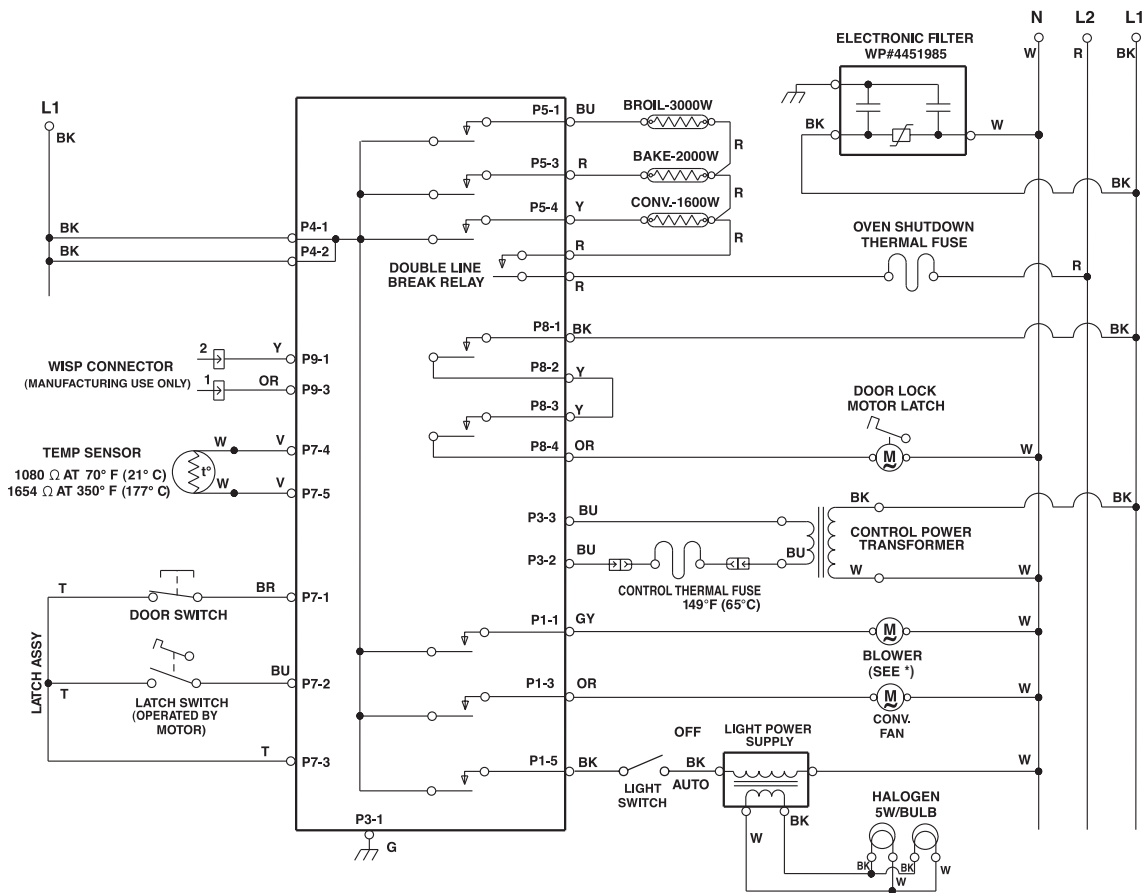 N L2 L1
ELECTRONIC FILTER
WP#4451985
W R BK
L1
BK
BK W
BK
P5-1 BU BROIL-3000W
R
P5-3 R BAKE-2000W
R
P5-4 Y CONV.-1600W
R
BK P4-1
BK P4-2
R
DOUBLE LINE
BREAK RELAY
R
OVEN SHUTDOWN
THERMAL FUSE
R
P8-1 BK BK
2 Y P9-1
WISP CONNECTOR
(MANUFACTURING USE ONLY)
1 OR P9-3
P8-2 Y
P8-3 Y
P8-4 OR
DOOR LOCK
MOTOR LATCH
M W
TEMP SENSOR
1080 Ω AT 70° F (21° C)
1654 Ω AT 350° F (177° C)
t°
W V P7-4
W V P7-5
P3-3 BU
BK BK
P3-2 BU BU
CONTROL POWER
TRANSFORMER
W W
CONTROL THERMAL FUSE
149°F (65°C)
T BR P7-1
DOOR SWITCH
LATCH ASSY
T BU P7-2
LATCH SWITCH
(OPERATED BY
MOTOR)
T P7-3
P1-1 GY M W
BLOWER
(SEE *)
P1-3 OR M W
CONV.
FAN
P1-5 BK
OFF
BK
AUTO
LIGHT
SWITCH
LIGHT POWER
SUPPLY
W
W BK
HALOGEN
5W/BULB
BK BK W
W
P3-1
G